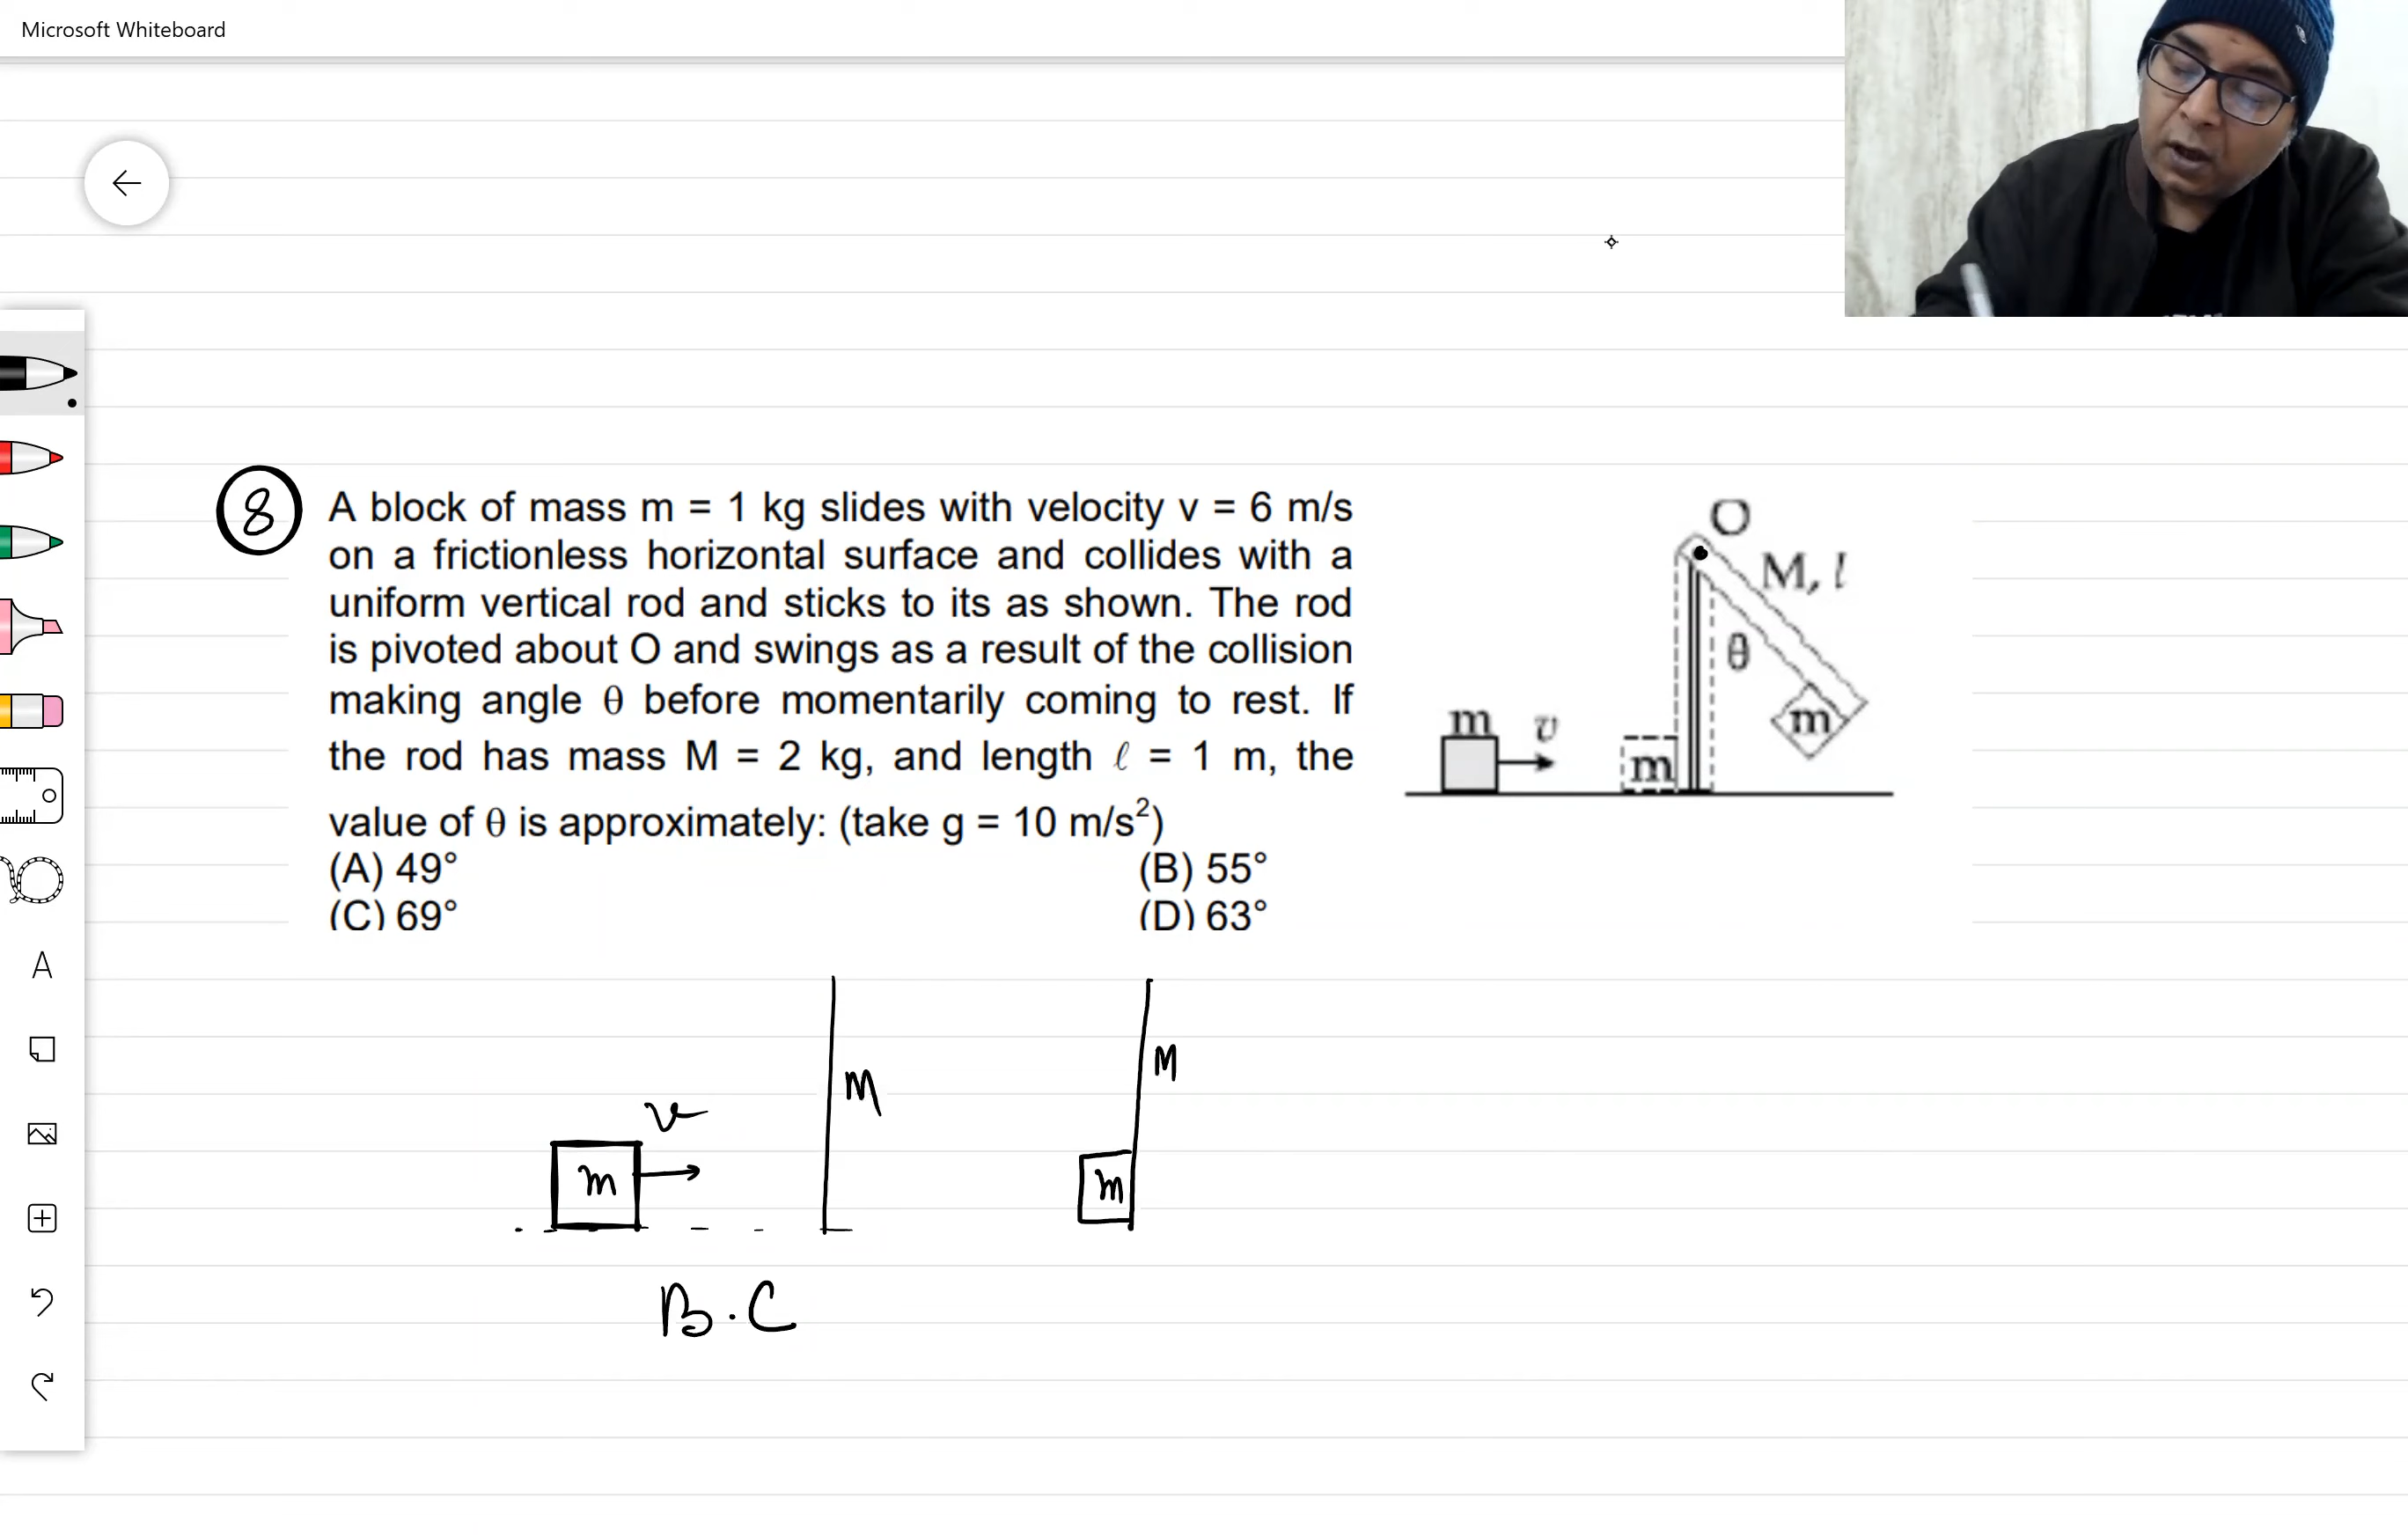 Microsoft Whiteboard
8
A block of mass m = 1 kg slides with velocity v = 6 m/s
on a frictionless horizontal surface and collides with a
uniform vertical rod and sticks to its as shown. The rod
is pivoted about O and swings as a result of the collision
making angle θ before momentarily coming to rest. If
the rod has mass M = 2 kg, and length ℓ = 1 m, the
value of θ is approximately: (take g = 10 m/s²)
(A) 49° (B) 55°
(C) 69° (D) 63°
O
M, l
θ
m
m v
m
A
M
M
v
m
m
B.C